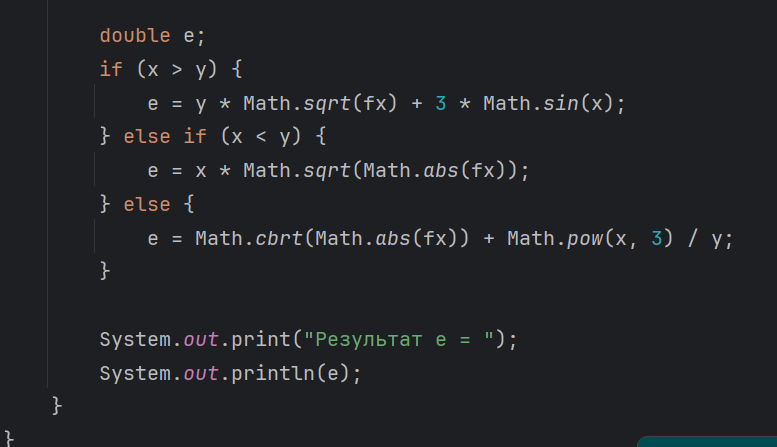 double e;
if (x > y) {
e = y * Math.sqrt(fx) + 3 * Math.sin(x);
} else if (x < y) {
e = x * Math.sqrt(Math.abs(fx));
} else {
e = Math.cbrt(Math.abs(fx)) + Math.pow(x, 3) / y;
}
System.out.print("Результат e = ");
System.out.println(e);
}
}